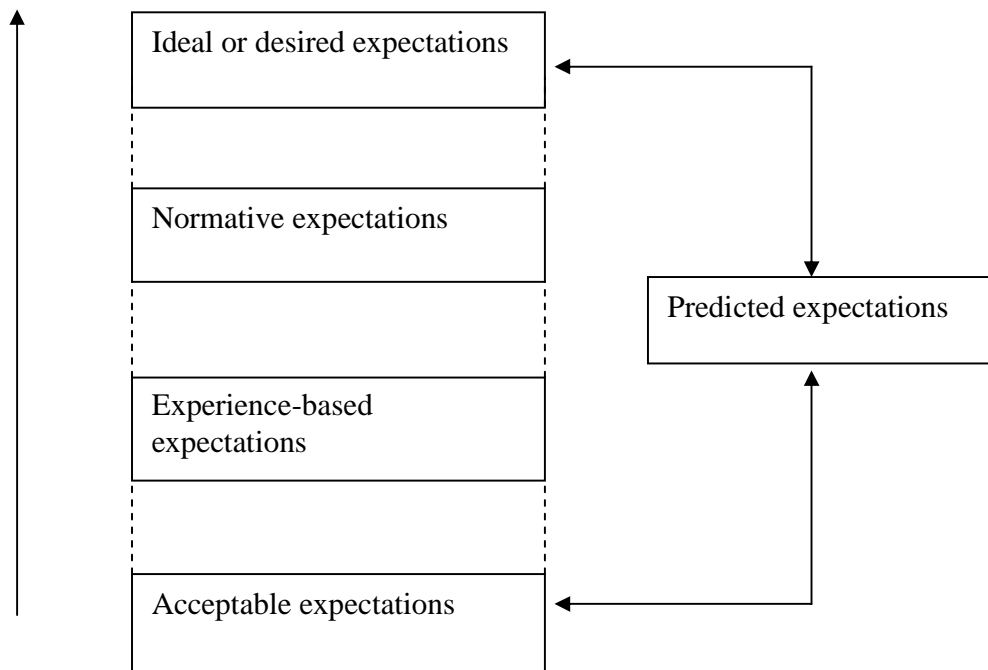 Ideal or desired expectations
Normative expectations
Predicted expectations
Experience-based
expectations
Acceptable expectations